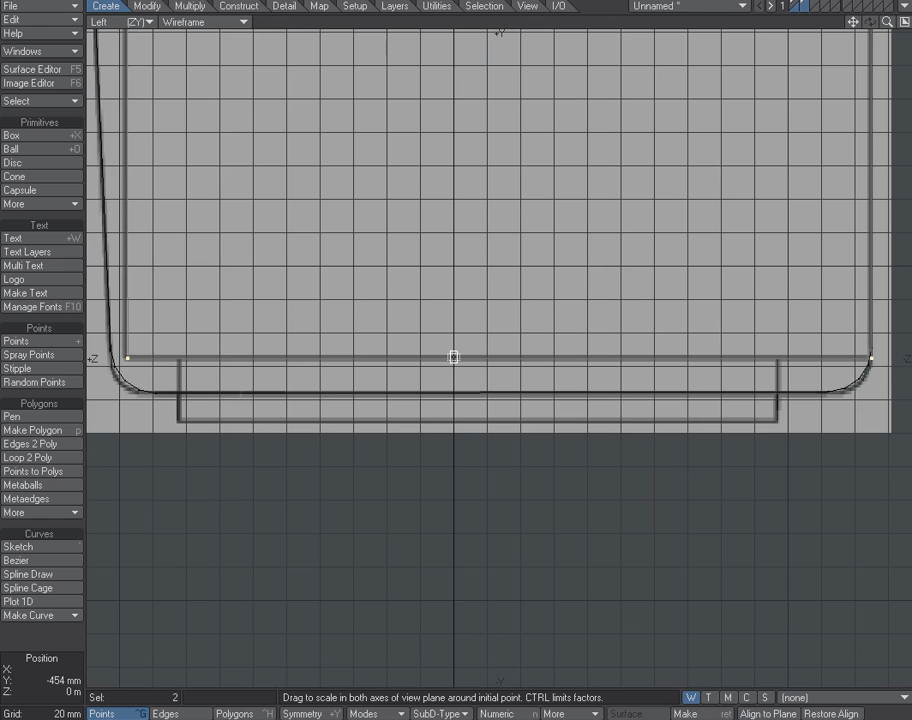 File Create Modify Multiply Construct Detail Map Setup Layers Utilities Selection View I/O Unnamed * 1
Edit Left (ZY) Wireframe
Help
+Y
Windows
Surface Editor F5
Image Editor F6
Select
Primitives
Box +X
Ball +O
Disc
Cone
Capsule
More
Text
Text +W
Text Layers
Multi Text
Logo
Make Text
Manage Fonts F10
Points
Points +
Spray Points
Stipple
Random Points
+Z -Z
Polygons
Pen
Make Polygon p
Edges 2 Poly
Loop 2 Poly
Points to Polys
Metaballs
Metaedges
More
Curves
Sketch
Bezier
Spline Draw
Spline Cage
Plot 1D
Make Curve
Position
X:
Y: -454 mm
-Y
Z: 0 m
Sel: 2 Drag to scale in both axes of view plane around initial point. CTRL limits factors. W T M C S (none)
Grid: 20 mm Points ^G Edges Polygons ^H Symmetry +Y Modes SubD-Type Numeric n More Surface Make ret Align to Plane Restore Align